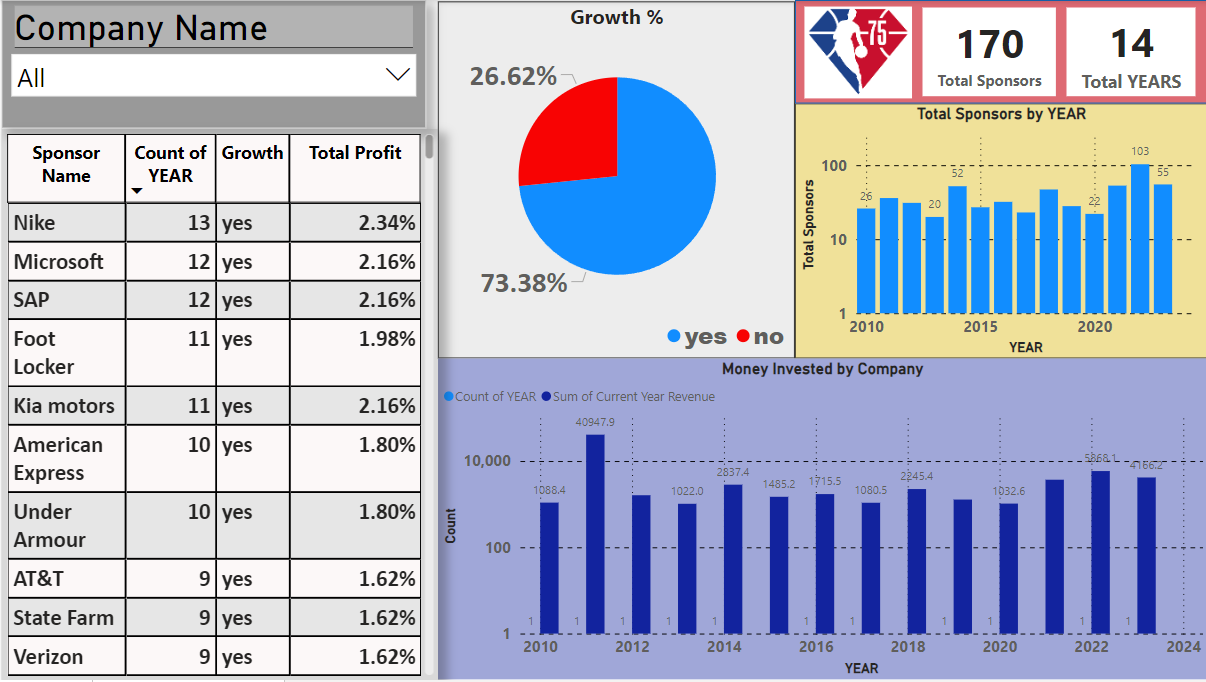 Company Name
All
Sponsor Name
Count of YEAR
Growth
Total Profit
Nike 13 yes 2.34%
Microsoft 12 yes 2.16%
SAP 12 yes 2.16%
Foot Locker 11 yes 1.98%
Kia motors 11 yes 2.16%
American Express 10 yes 1.80%
Under Armour 10 yes 1.80%
AT&T 9 yes 1.62%
State Farm 9 yes 1.62%
Verizon 9 yes 1.62%
Growth %
26.62%
73.38%
yes no
75
170
Total Sponsors
14
Total YEARS
Total Sponsors by YEAR
Total Sponsors
100
10
1
26 20 52 22 103 55
2010 2015 2020
YEAR
Money Invested by Company
Count of YEAR Sum of Current Year Revenue
Count
10,000
100
1
1088.4 40947.9 1022.0 2837.4 1485.2 1715.5 1080.5 2245.4 1032.6 5868.1 4166.2
1 1 1 1 1 1 1 1 1 1 1
2010 2012 2014 2016 2018 2020 2022 2024
YEAR